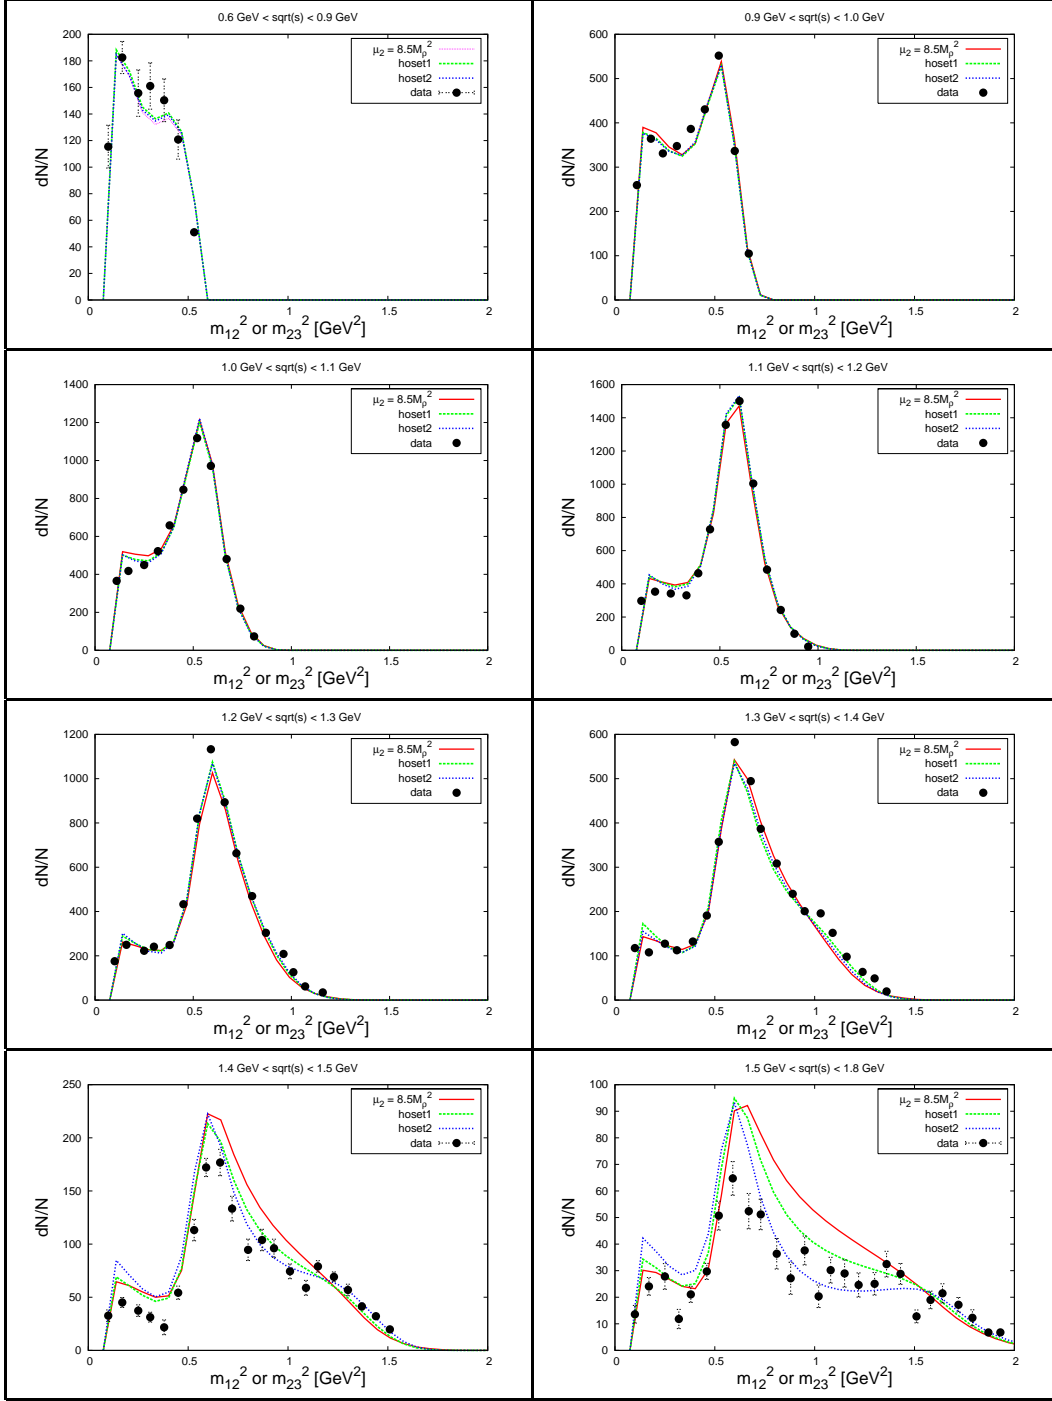 0.6 GeV < sqrt(s) < 0.9 GeV
dN/N
200
180
160
140
120
100
80
60
40
20
0
μ₂ = 8.5Mρ²
hoset1
hoset2
data
0 0.5 1 1.5 2
m₁₂² or m₂₃² [GeV²]
0.9 GeV < sqrt(s) < 1.0 GeV
dN/N
600
500
400
300
200
100
0
μ₂ = 8.5Mρ²
hoset1
hoset2
data
0 0.5 1 1.5 2
m₁₂² or m₂₃² [GeV²]
1.0 GeV < sqrt(s) < 1.1 GeV
dN/N
1400
1200
1000
800
600
400
200
0
μ₂ = 8.5Mρ²
hoset1
hoset2
data
0 0.5 1 1.5 2
m₁₂² or m₂₃² [GeV²]
1.1 GeV < sqrt(s) < 1.2 GeV
dN/N
1600
1400
1200
1000
800
600
400
200
0
μ₂ = 8.5Mρ²
hoset1
hoset2
data
0 0.5 1 1.5 2
m₁₂² or m₂₃² [GeV²]
1.2 GeV < sqrt(s) < 1.3 GeV
dN/N
1200
1000
800
600
400
200
0
μ₂ = 8.5Mρ²
hoset1
hoset2
data
0 0.5 1 1.5 2
m₁₂² or m₂₃² [GeV²]
1.3 GeV < sqrt(s) < 1.4 GeV
dN/N
600
500
400
300
200
100
0
μ₂ = 8.5Mρ²
hoset1
hoset2
data
0 0.5 1 1.5 2
m₁₂² or m₂₃² [GeV²]
1.4 GeV < sqrt(s) < 1.5 GeV
dN/N
250
200
150
100
50
0
μ₂ = 8.5Mρ²
hoset1
hoset2
data
0 0.5 1 1.5 2
m₁₂² or m₂₃² [GeV²]
1.5 GeV < sqrt(s) < 1.8 GeV
dN/N
100
90
80
70
60
50
40
30
20
10
0
μ₂ = 8.5Mρ²
hoset1
hoset2
data
0 0.5 1 1.5 2
m₁₂² or m₂₃² [GeV²]